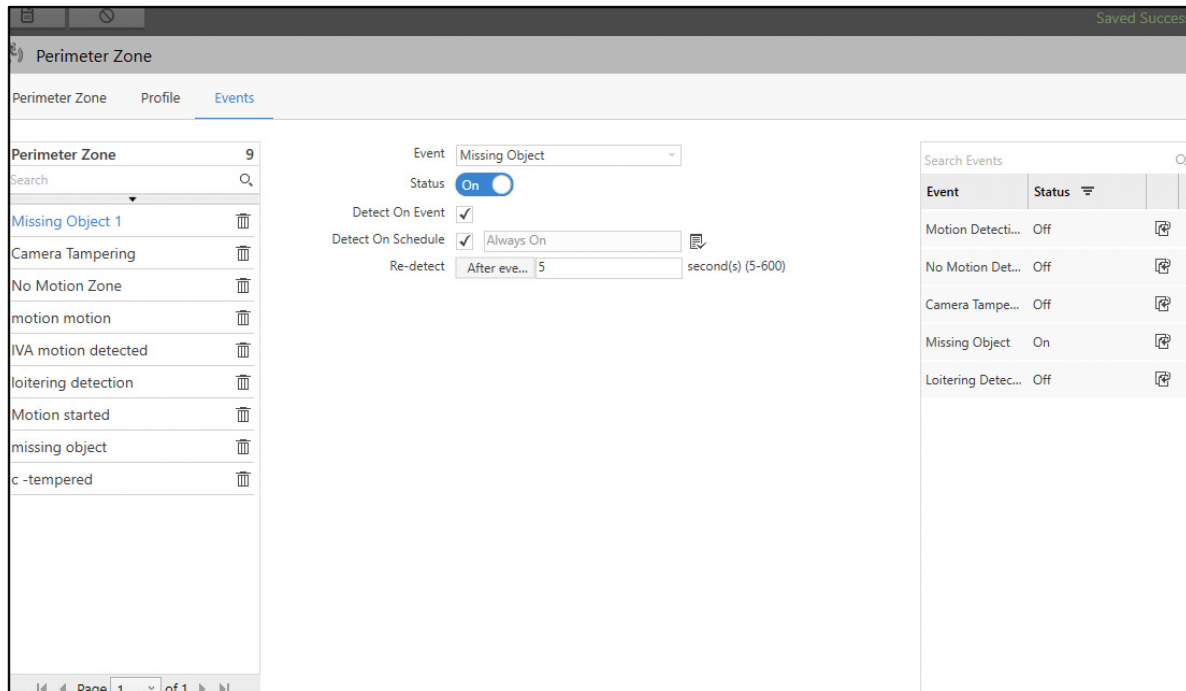 Saved Succes
Perimeter Zone
Perimeter Zone Profile Events
Perimeter Zone 9
Search
Missing Object 1
Camera Tampering
No Motion Zone
motion motion
IVA motion detected
loitering detection
Motion started
missing object
c -tempered
Page 1 of 1
Event Missing Object
Status On
Detect On Event
Detect On Schedule Always On
Re-detect After eve... 5 second(s) (5-600)
Search Events
Event Status
Motion Detecti... Off
No Motion Det... Off
Camera Tampe... Off
Missing Object On
Loitering Detec... Off